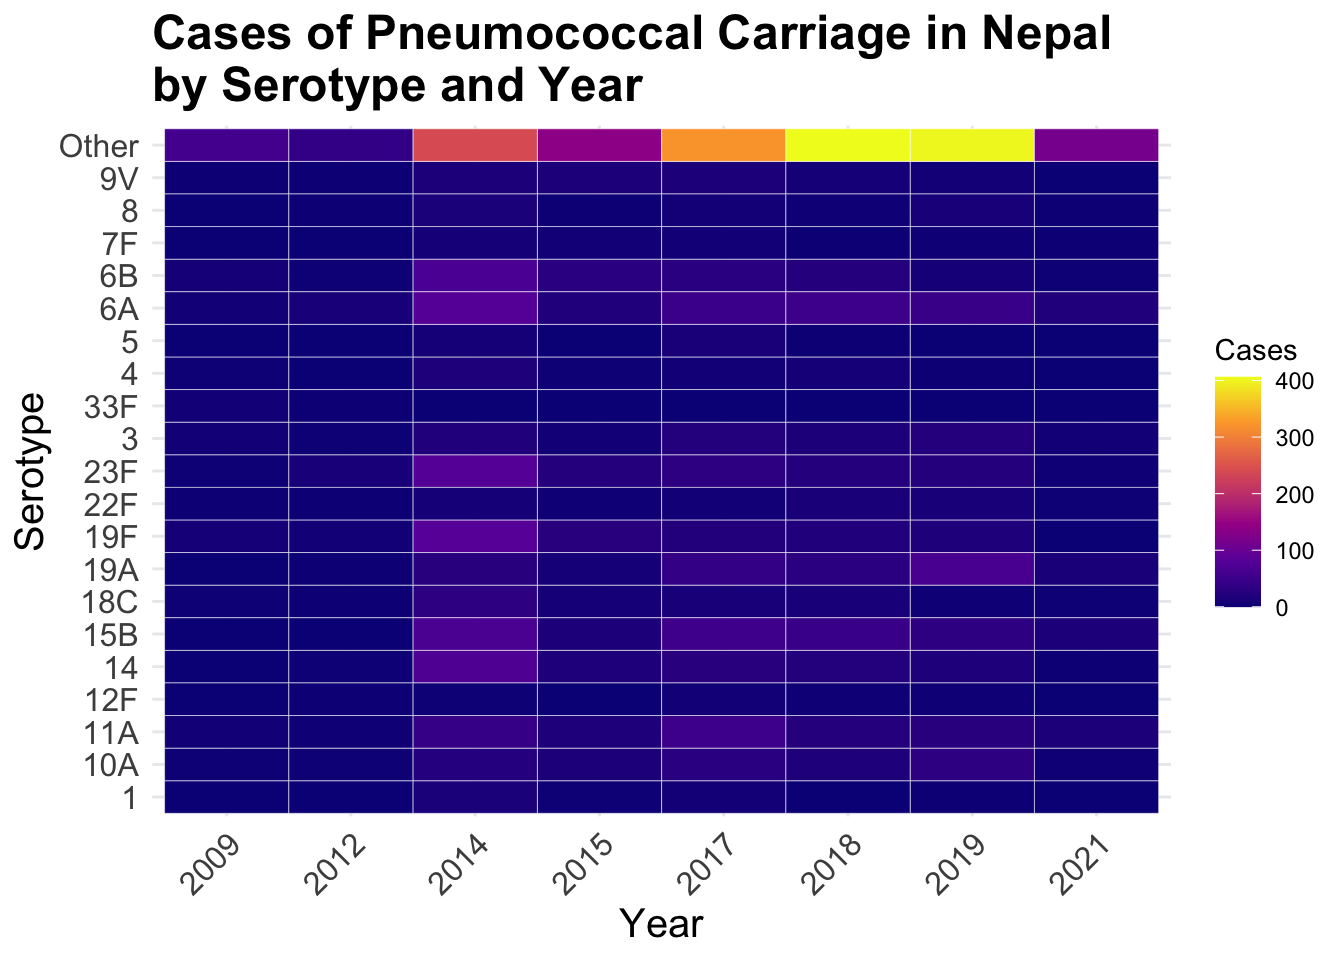 Cases of Pneumococcal Carriage in Nepal
by Serotype and Year
Other
9V
8
7F
6B
6A
5
4
33F
3
23F
22F
19F
19A
18C
15B
14
12F
11A
10A
1
Serotype
2009 2012 2014 2015 2017 2018 2019 2021
Year
Cases
400
300
200
100
0